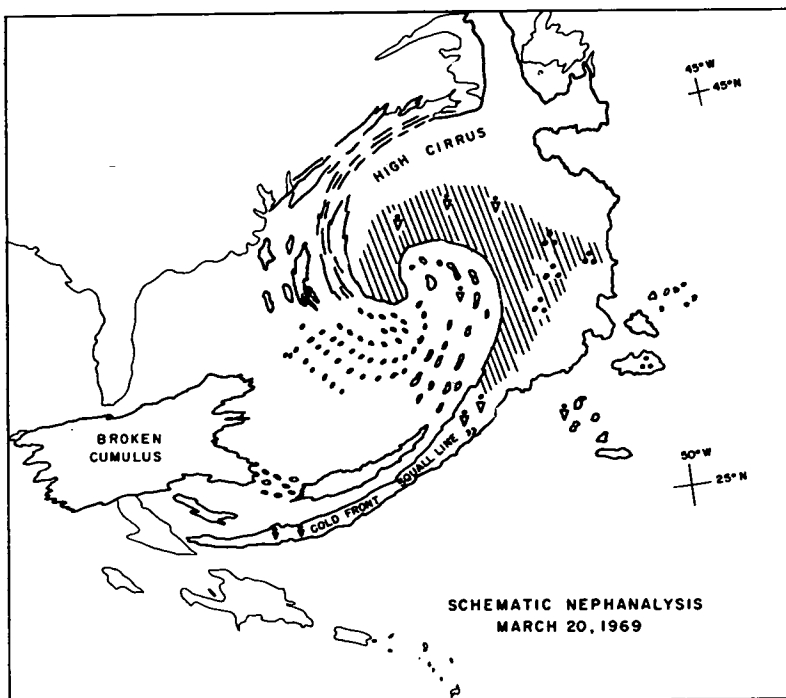 45°W
45°N
HIGH CIRRUS
BROKEN
CUMULUS
SQUALL LINE
COLD FRONT
50°W
25°N
SCHEMATIC NEPHANALYSIS
MARCH 20, 1969